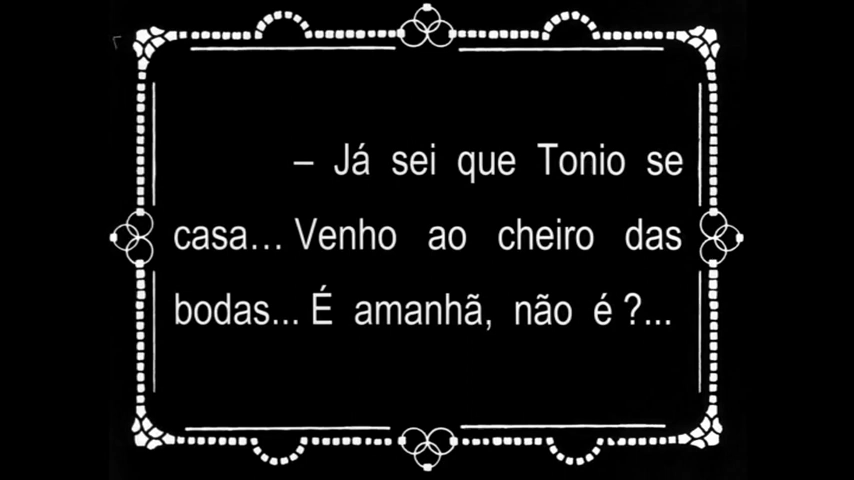 – Já sei que Tonio se
casa... Venho ao cheiro das
bodas... É amanhã, não é ?...